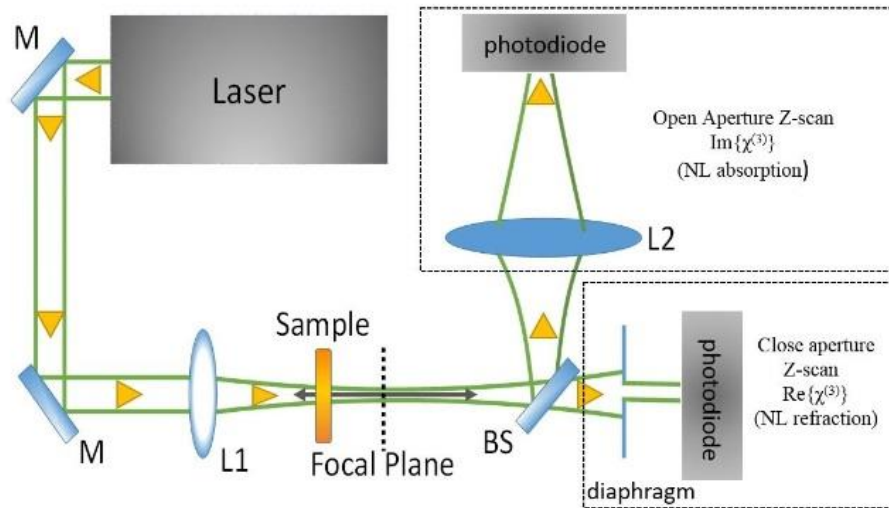 M
Laser
photodiode
Open Aperture Z-scan
Im{χ⁽³⁾}
(NL absorption)
L2
Sample
photodiode
Close aperture
Z-scan
Re{χ⁽³⁾}
(NL refraction)
M
L1
Focal Plane
BS
diaphragm